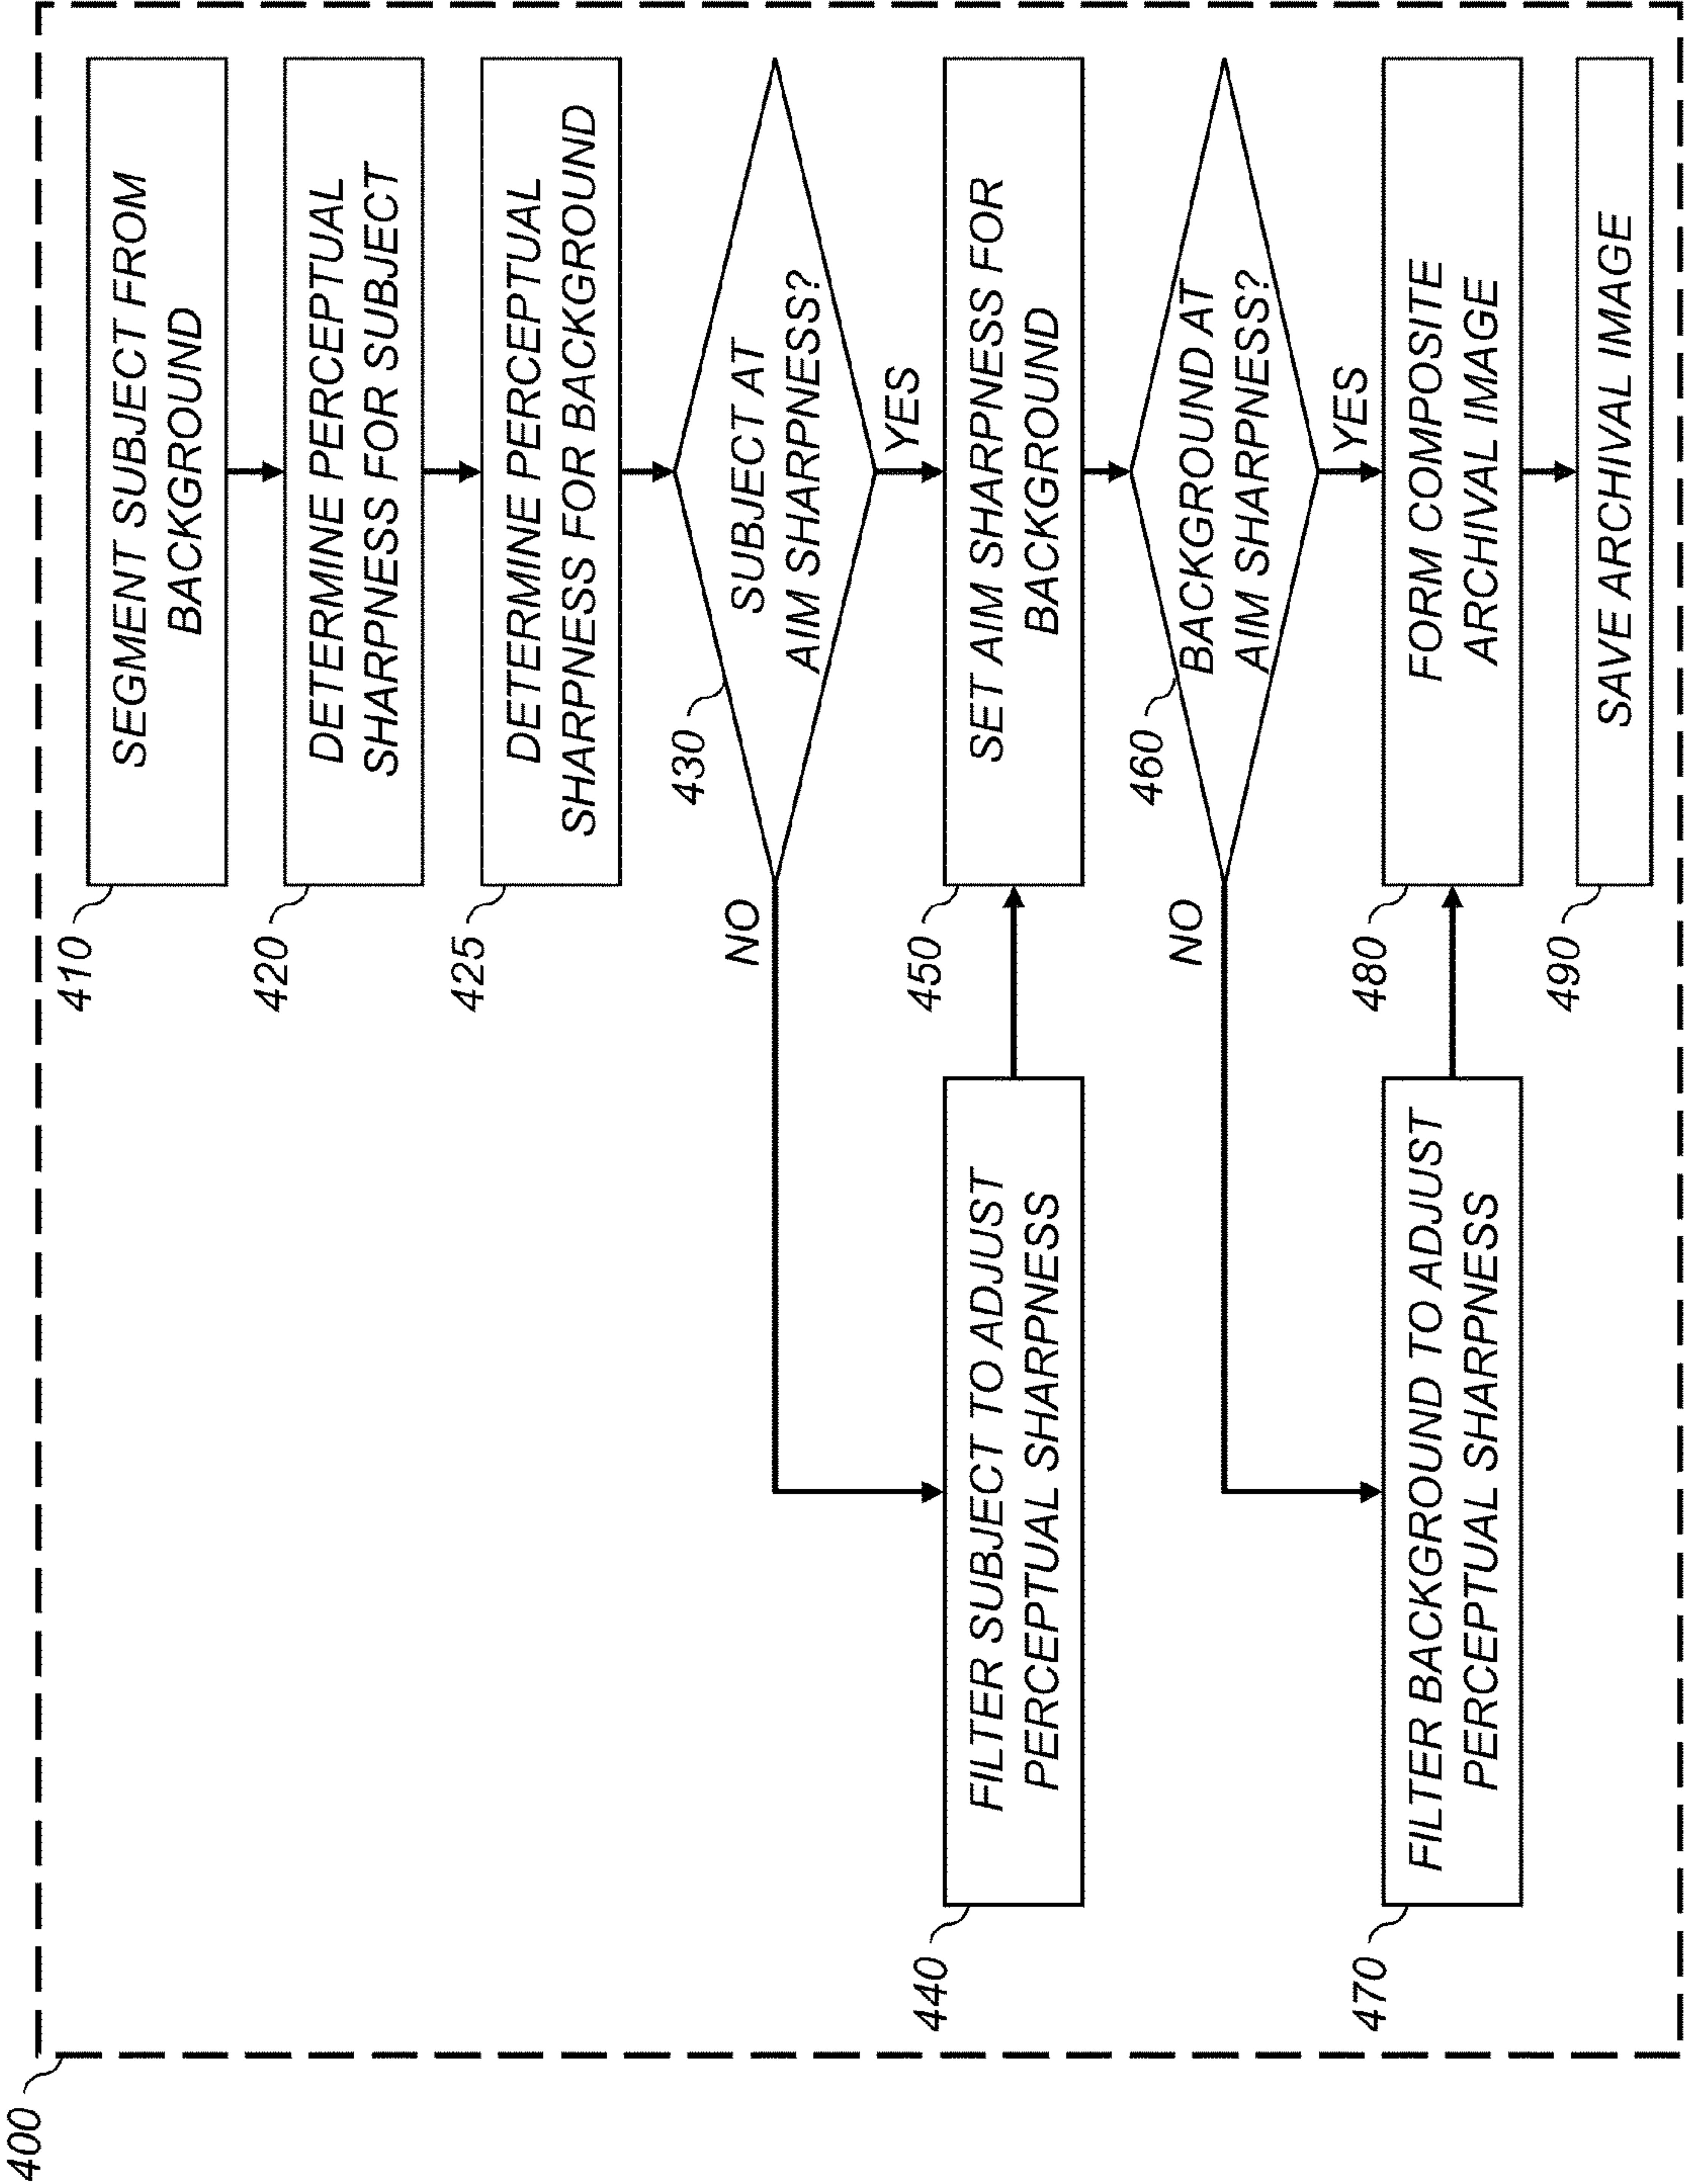 400
410
SEGMENT SUBJECT FROM
BACKGROUND
420
DETERMINE PERCEPTUAL
SHARPNESS FOR SUBJECT
425
DETERMINE PERCEPTUAL
SHARPNESS FOR BACKGROUND
430
SUBJECT AT
AIM SHARPNESS?
NO
YES
440
FILTER SUBJECT TO ADJUST
PERCEPTUAL SHARPNESS
450
SET AIM SHARPNESS FOR
BACKGROUND
460
BACKGROUND AT
AIM SHARPNESS?
NO
YES
470
FILTER BACKGROUND TO ADJUST
PERCEPTUAL SHARPNESS
480
FORM COMPOSITE
ARCHIVAL IMAGE
490
SAVE ARCHIVAL IMAGE